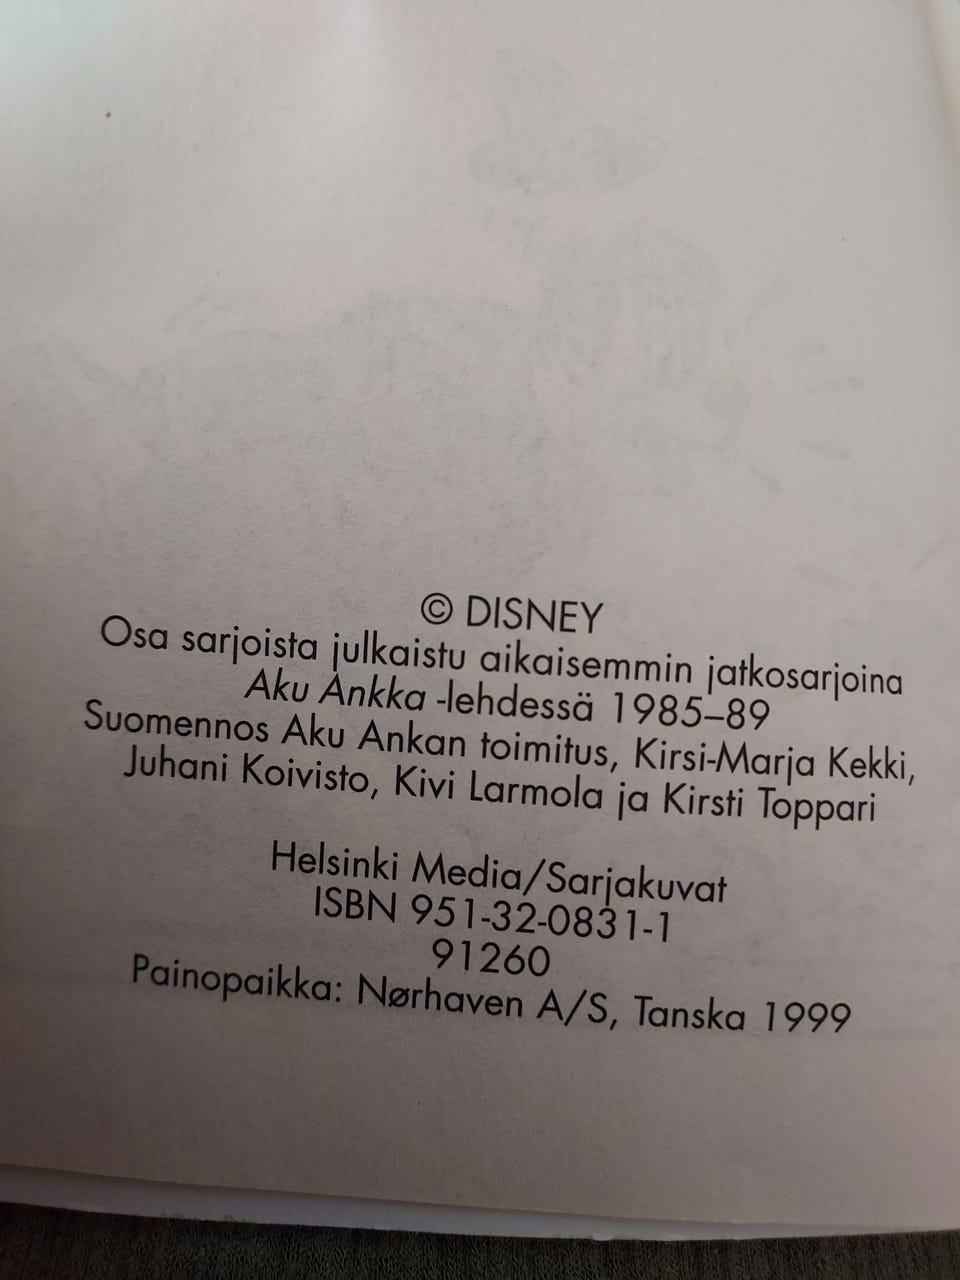 © DISNEY
Osa sarjoista julkaistu aikaisemmin jatkosarjoina
Aku Ankka -lehdessä 1985–89
Suomennos Aku Ankan toimitus, Kirsi-Marja Kekki,
Juhani Koivisto, Kivi Larmola ja Kirsti Toppari
Helsinki Media/Sarjakuvat
ISBN 951-32-0831-1
91260
Painopaikka: Nørhaven A/S, Tanska 1999